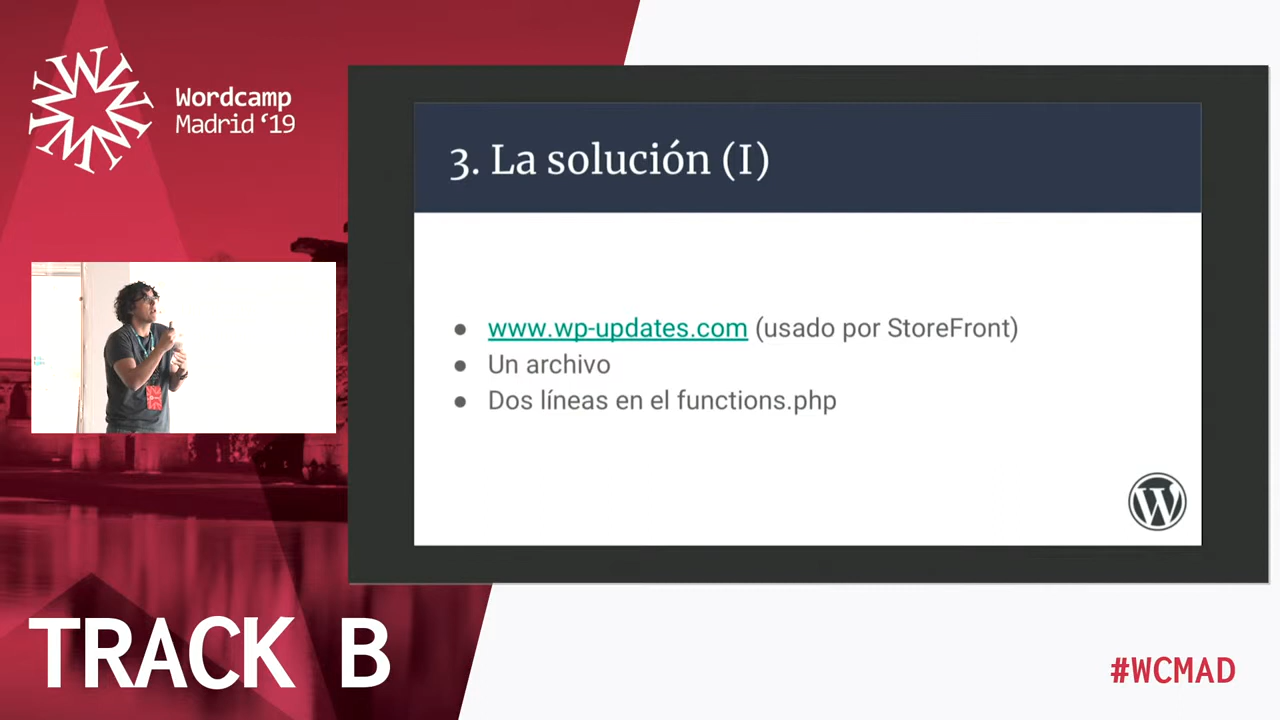 Wordcamp
Madrid ‘19
3. La solución (I)
www.wp-updates.com (usado por StoreFront)
Un archivo
Dos líneas en el functions.php
TRACK B
#WCMAD